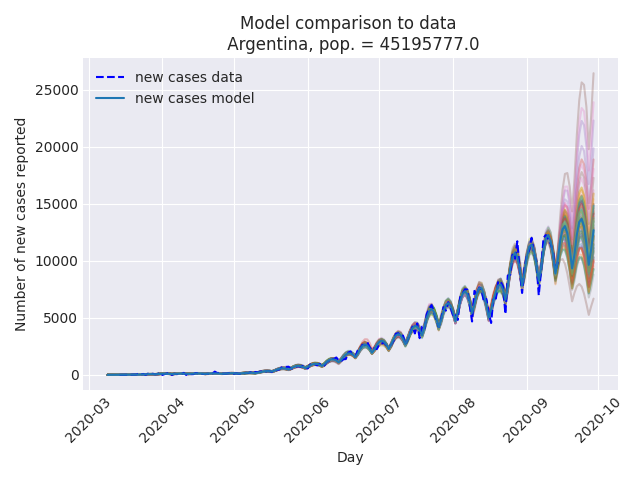 Model comparison to data
Argentina, pop. = 45195777.0
new cases data
new cases model
Number of new cases reported
25000
20000
15000
10000
5000
0
2020-03
2020-04
2020-05
2020-06
2020-07
2020-08
2020-09
2020-10
Day